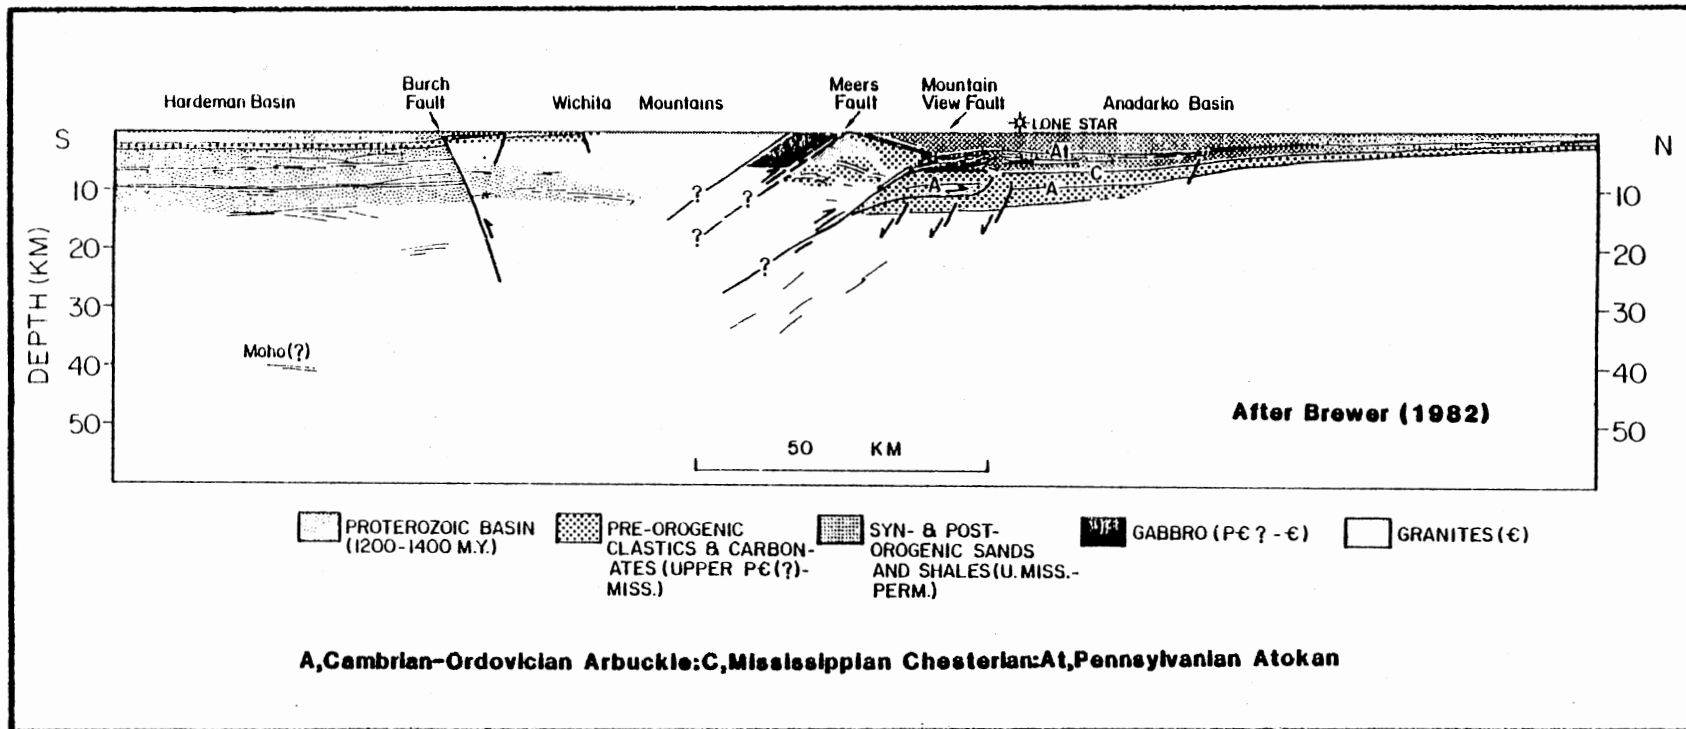 Hardeman Basin
Burch
Fault
Wichita Mountains
Meers
Fault
Mountain
View Fault
Anadarko Basin
LONE STAR
S
N
At
C
A
A
?
?
?
?
10
20
30
40
50
10
20
30
40
50
DEPTH (KM)
Moho(?)
After Brewer (1982)
50 KM
PROTEROZOIC BASIN
(1200-1400 M.Y.)
PRE-OROGENIC
CLASTICS & CARBON-
ATES (UPPER P€(?)-
MISS.)
SYN- & POST-
OROGENIC SANDS
AND SHALES (U. MISS.-
PERM.)
GABBRO (P€ ? - €)
GRANITES (€)
A,Cambrian-Ordovician Arbuckle:C,Mississippian Chesterian:At,Pennsylvanian Atokan